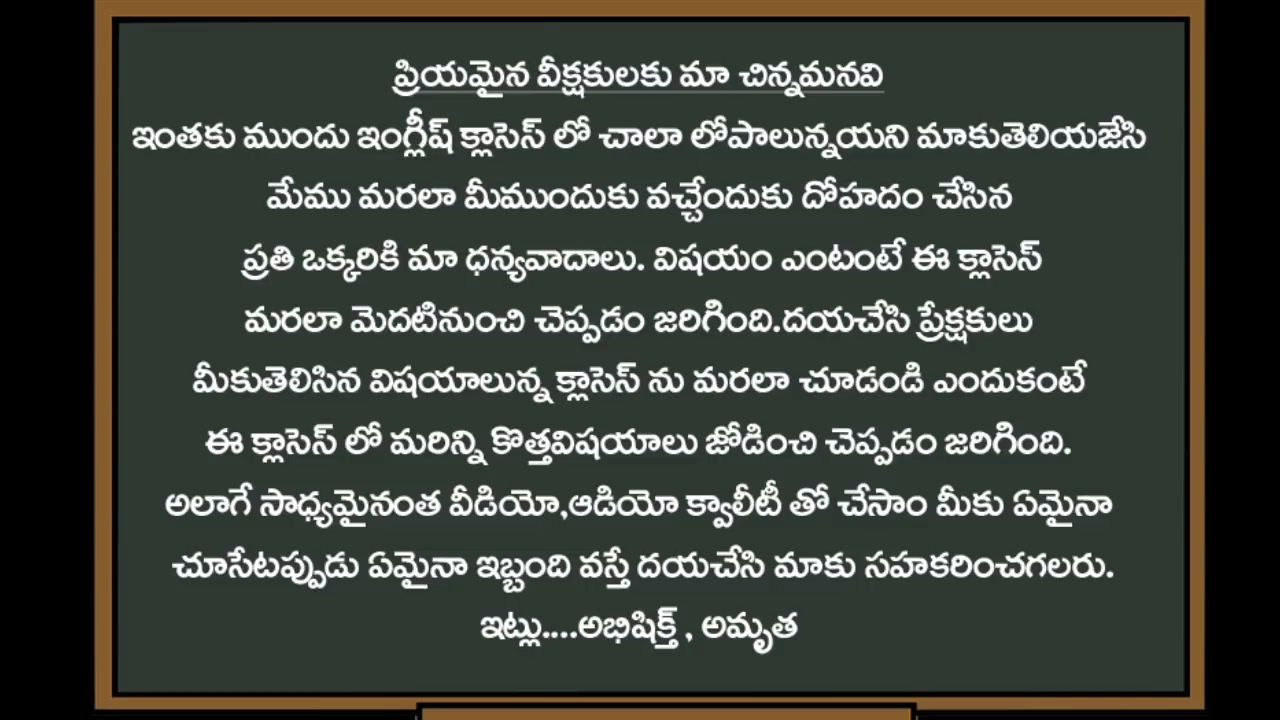 ప్రియమైన వీక్షకులకు మా చిన్నమనవి
ఇంతకు ముందు ఇంగ్లీష్ క్లాసెస్ లో చాలా లోపాలున్నయని మాకుతెలియజేసి
మేము మరలా మీముందుకు వచ్చేందుకు దోహదం చేసిన
ప్రతి ఒక్కరికి మా ధన్యవాదాలు. విషయం ఎంటంటే ఈ క్లాసెస్
మరలా మెదటినుంచి చెప్పడం జరిగింది.దయచేసి ప్రేక్షకులు
మీకుతెలిసిన విషయాలున్న క్లాసెస్ ను మరలా చూడండి ఎందుకంటే
ఈ క్లాసెస్ లో మరిన్ని కొత్తవిషయాలు జోడించి చెప్పడం జరిగింది.
అలాగే సాధ్యమైనంత వీడియో,ఆడియో క్వాలీటీ తో చేసాం మీకు ఏమైనా
చూసేటప్పుడు ఏమైనా ఇబ్బంది వస్తే దయచేసి మాకు సహకరించగలరు.
ఇట్లు....అభిషిక్త్ , అమృత